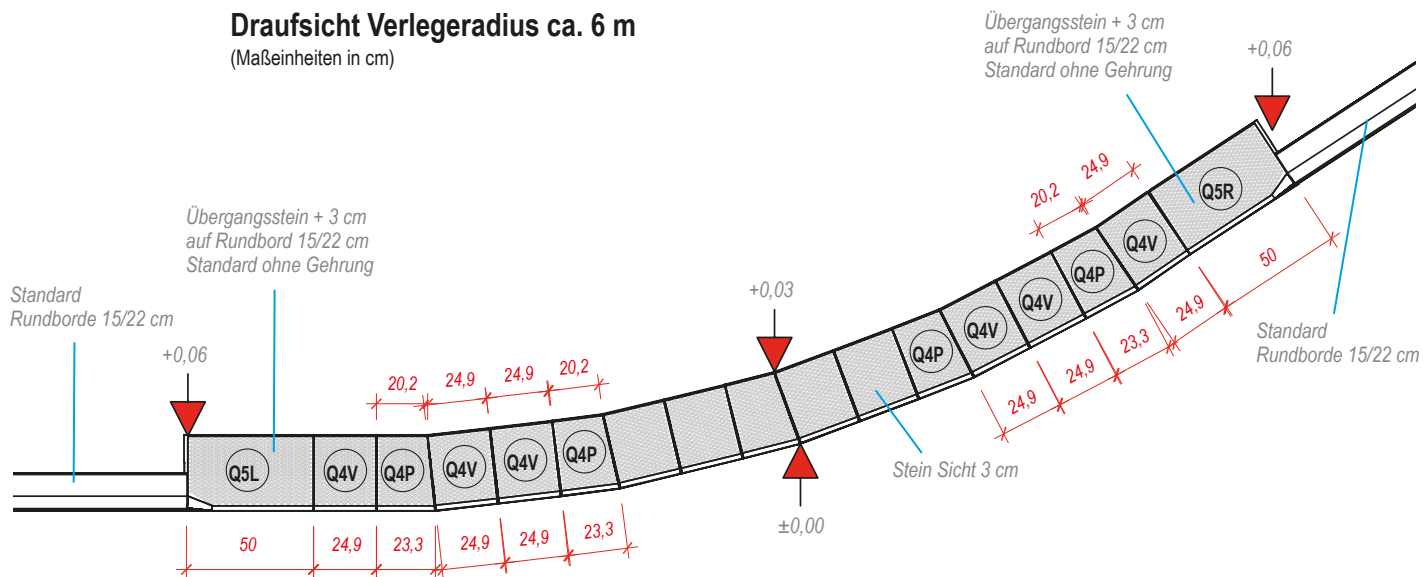 Draufsicht Verlegeradius ca. 6 m
(Maßeinheiten in cm)
Übergangsstein + 3 cm
auf Rundbord 15/22 cm
Standard ohne Gehrung
+0,06
20,2
24,9
Q5R
Q4V
Q4P
Q4V
Q4V
Q4P
50
24,9
23,3
24,9
24,9
Standard
Rundborde 15/22 cm
Übergangsstein + 3 cm
auf Rundbord 15/22 cm
Standard ohne Gehrung
Standard
Rundborde 15/22 cm
+0,06
+0,03
20,2
24,9
24,9
20,2
Q5L
Q4V
Q4P
Q4V
Q4V
Q4P
Stein Sicht 3 cm
±0,00
50
24,9
23,3
24,9
24,9
23,3